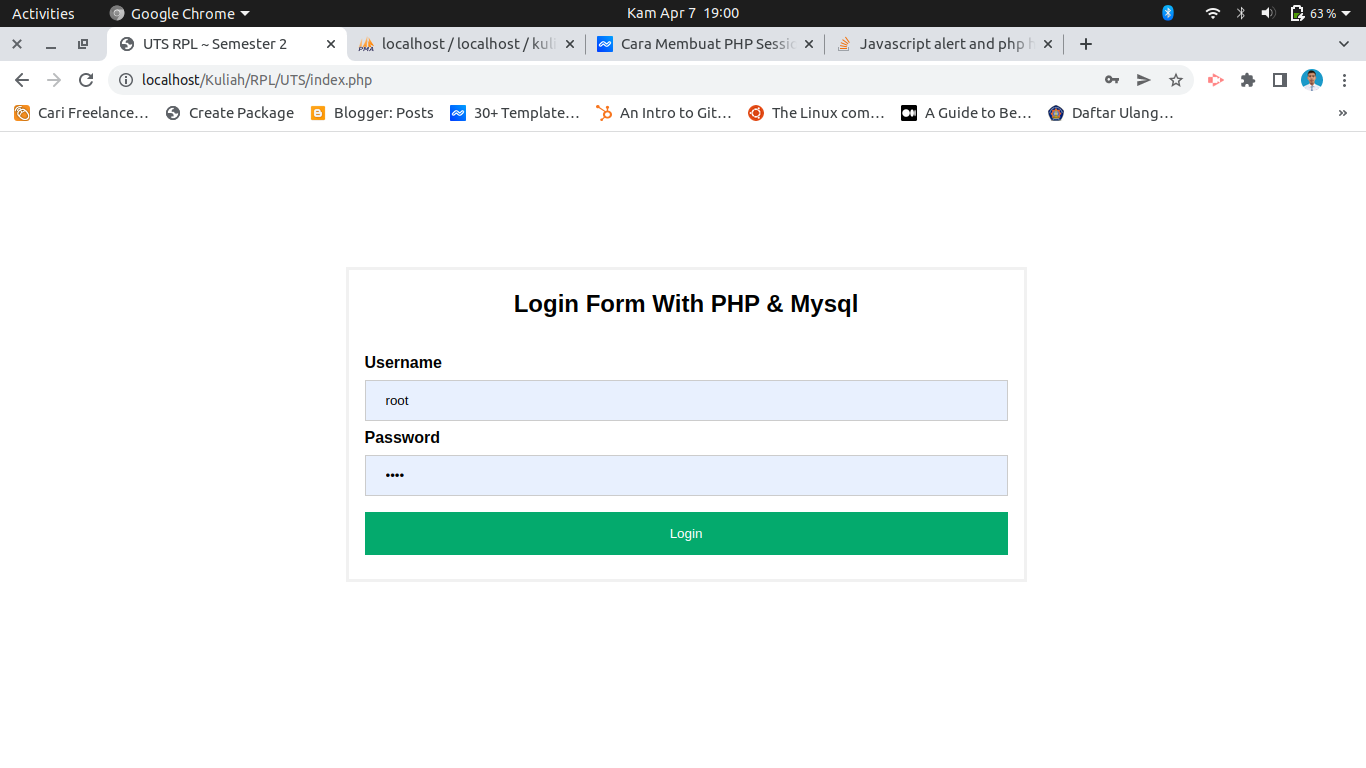 Activities Google Chrome Kam Apr 7 19:00 63 %
UTS RPL ~ Semester 2 PMA localhost / localhost / kuli Cara Membuat PHP Sessi Javascript alert and php
localhost/Kuliah/RPL/UTS/index.php
Cari Freelance… Create Package Blogger: Posts 30+ Template… An Intro to Git… The Linux com… A Guide to Be… Daftar Ulang… »
Login Form With PHP & Mysql
Username
root
Password
••••
Login